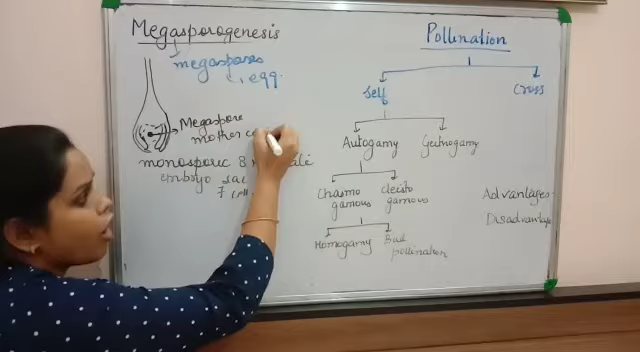 Megasporogenesis
megaspores
egg.
Megaspore
mother
monosporic 8
embryo sac
7
Pollination
Self
Cross
Autogamy Geitnogamy
Chasmo
gamous
cleisto
gamous
Homogamy
Bud
pollination
Advantages
Disadvantage